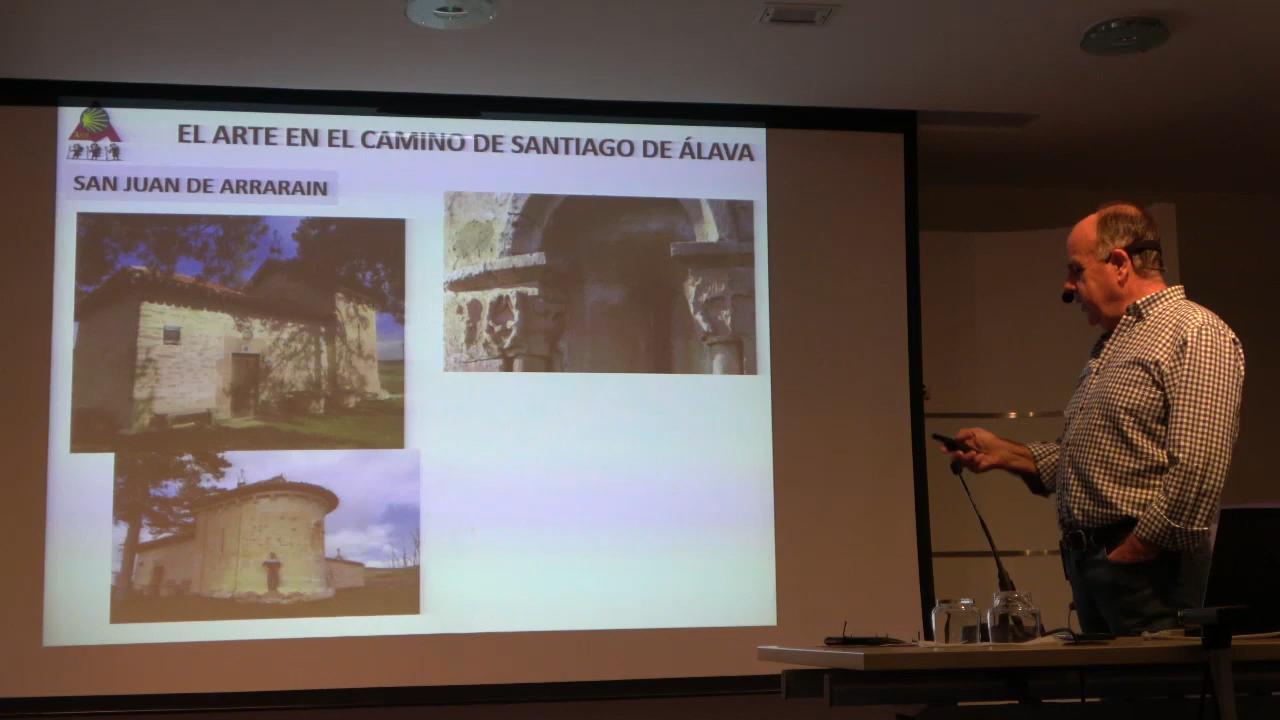 EL ARTE EN EL CAMINO DE SANTIAGO DE ÁLAVA
SAN JUAN DE ARRARAIN